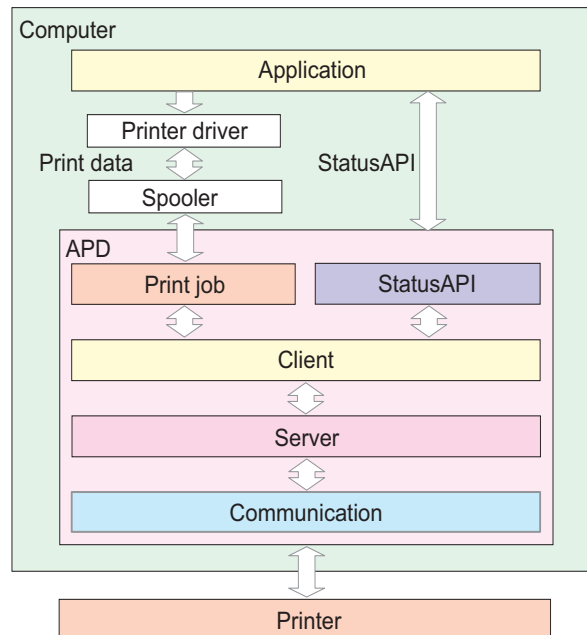 Computer
Application
Printer driver
Print data
StatusAPI
Spooler
APD
Print job
StatusAPI
Client
Server
Communication
Printer